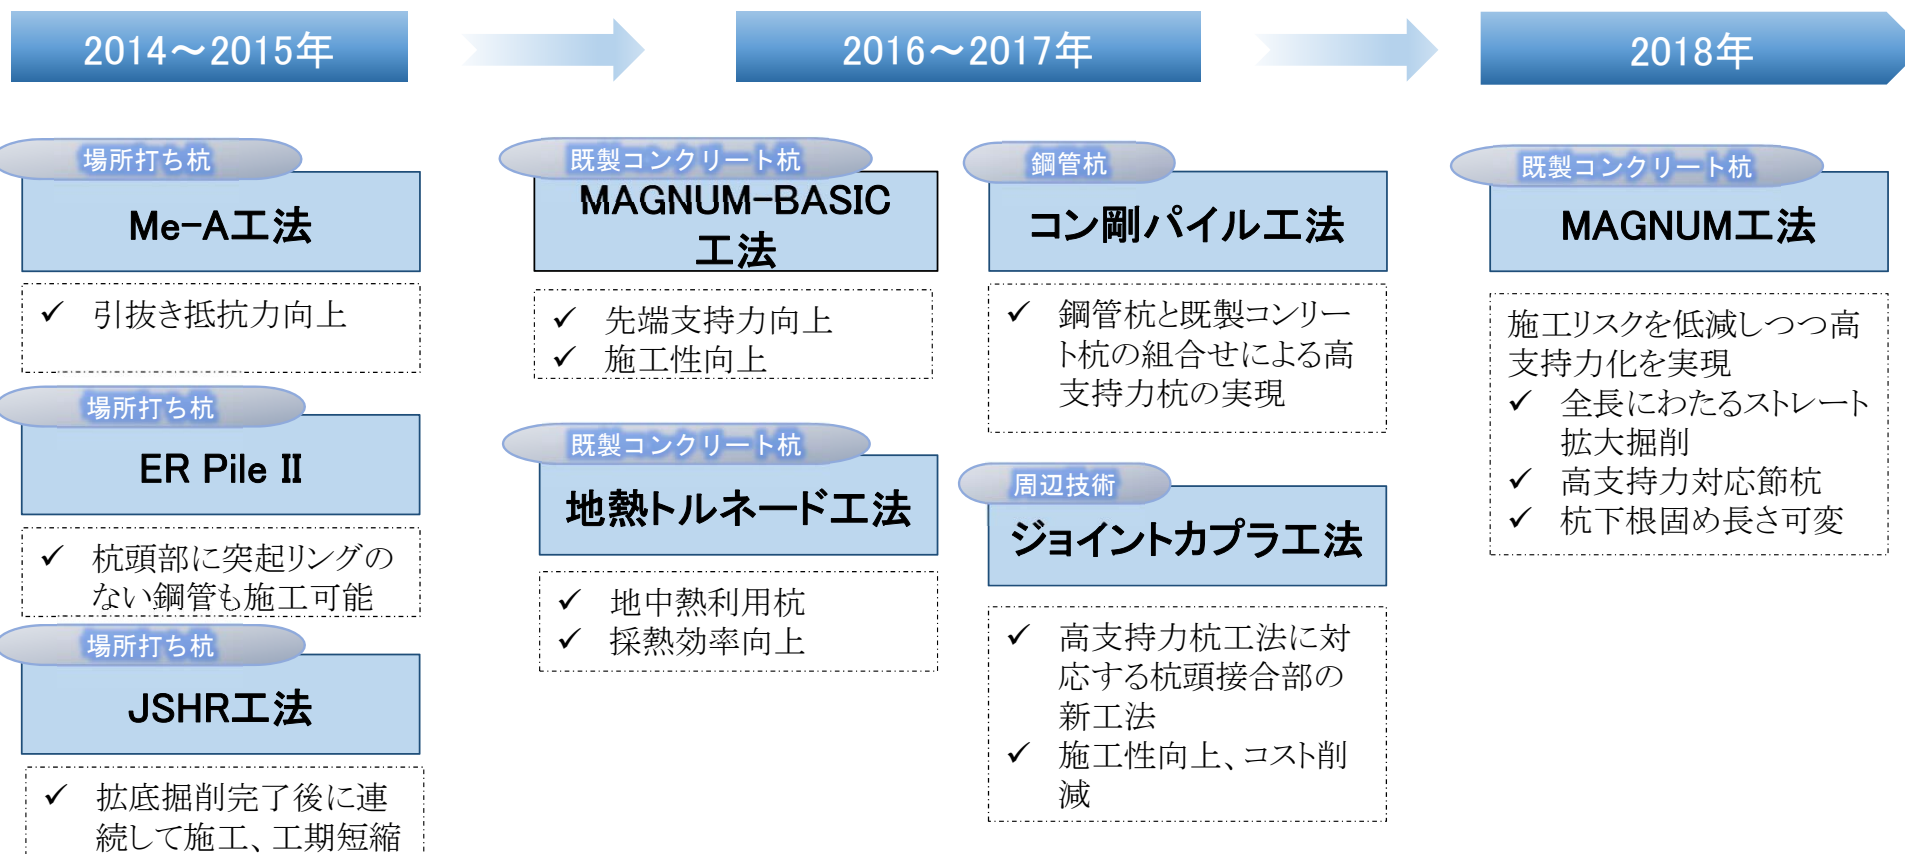 2014～2015年
2016～2017年
2018年
場所打ち杭
Me-A工法
✓ 引抜き抵抗力向上
場所打ち杭
ER Pile II
✓ 杭頭部に突起リングの
ない鋼管も施工可能
場所打ち杭
JSHR工法
✓ 拡底掘削完了後に連
続して施工、工期短縮
既製コンクリート杭
MAGNUM-BASIC
工法
✓ 先端支持力向上
✓ 施工性向上
既製コンクリート杭
地熱トルネード工法
✓ 地中熱利用杭
✓ 採熱効率向上
鋼管杭
コン剛パイル工法
✓ 鋼管杭と既製コンリー
ト杭の組合せによる高
支持力杭の実現
周辺技術
ジョイントカプラ工法
✓ 高支持力杭工法に対
応する杭頭接合部の
新工法
✓ 施工性向上、コスト削
減
既製コンクリート杭
MAGNUM工法
施工リスクを低減しつつ高
支持力化を実現
✓ 全長にわたるストレート
拡大掘削
✓ 高支持力対応節杭
✓ 杭下根固め長さ可変